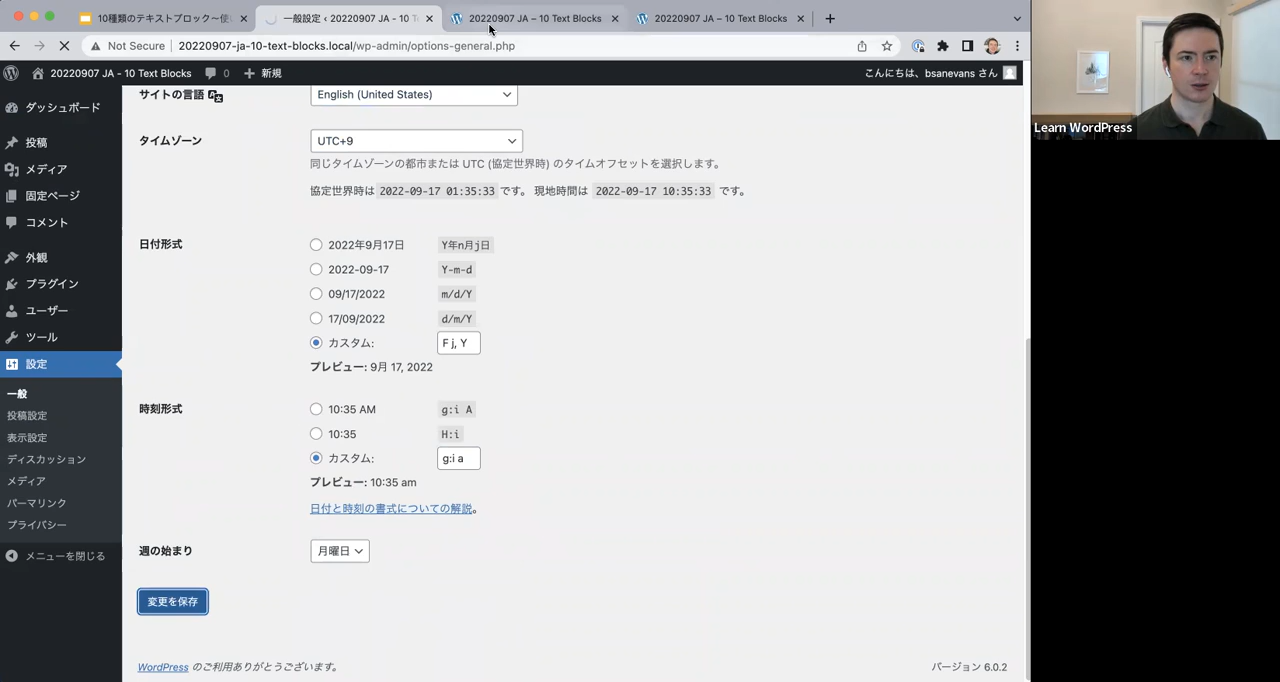 10種類のテキストブロック〜使い
一般設定 ‹ 20220907 JA - 10 T
20220907 JA – 10 Text Blocks
20220907 JA – 10 Text Blocks
Not Secure
20220907-ja-10-text-blocks.local/wp-admin/options-general.php
20220907 JA - 10 Text Blocks
0
新規
こんにちは、bsanevans さん
Learn WordPress
ダッシュボード
投稿
メディア
固定ページ
コメント
外観
プラグイン
ユーザー
ツール
設定
一般
投稿設定
表示設定
ディスカッション
メディア
パーマリンク
プライバシー
メニューを閉じる
サイトの言語
English (United States)
タイムゾーン
UTC+9
同じタイムゾーンの都市または UTC (協定世界時) のタイムオフセットを選択します。
協定世界時は 2022-09-17 01:35:33 です。 現地時間は 2022-09-17 10:35:33 です。
日付形式
2022年9月17日 Y年n月j日
2022-09-17 Y-m-d
09/17/2022 m/d/Y
17/09/2022 d/m/Y
カスタム: F j, Y
プレビュー: 9月 17, 2022
時刻形式
10:35 AM g:i A
10:35 H:i
カスタム: g:i a
プレビュー: 10:35 am
日付と時刻の書式についての解説。
週の始まり
月曜日
変更を保存
WordPress のご利用ありがとうございます。
バージョン 6.0.2